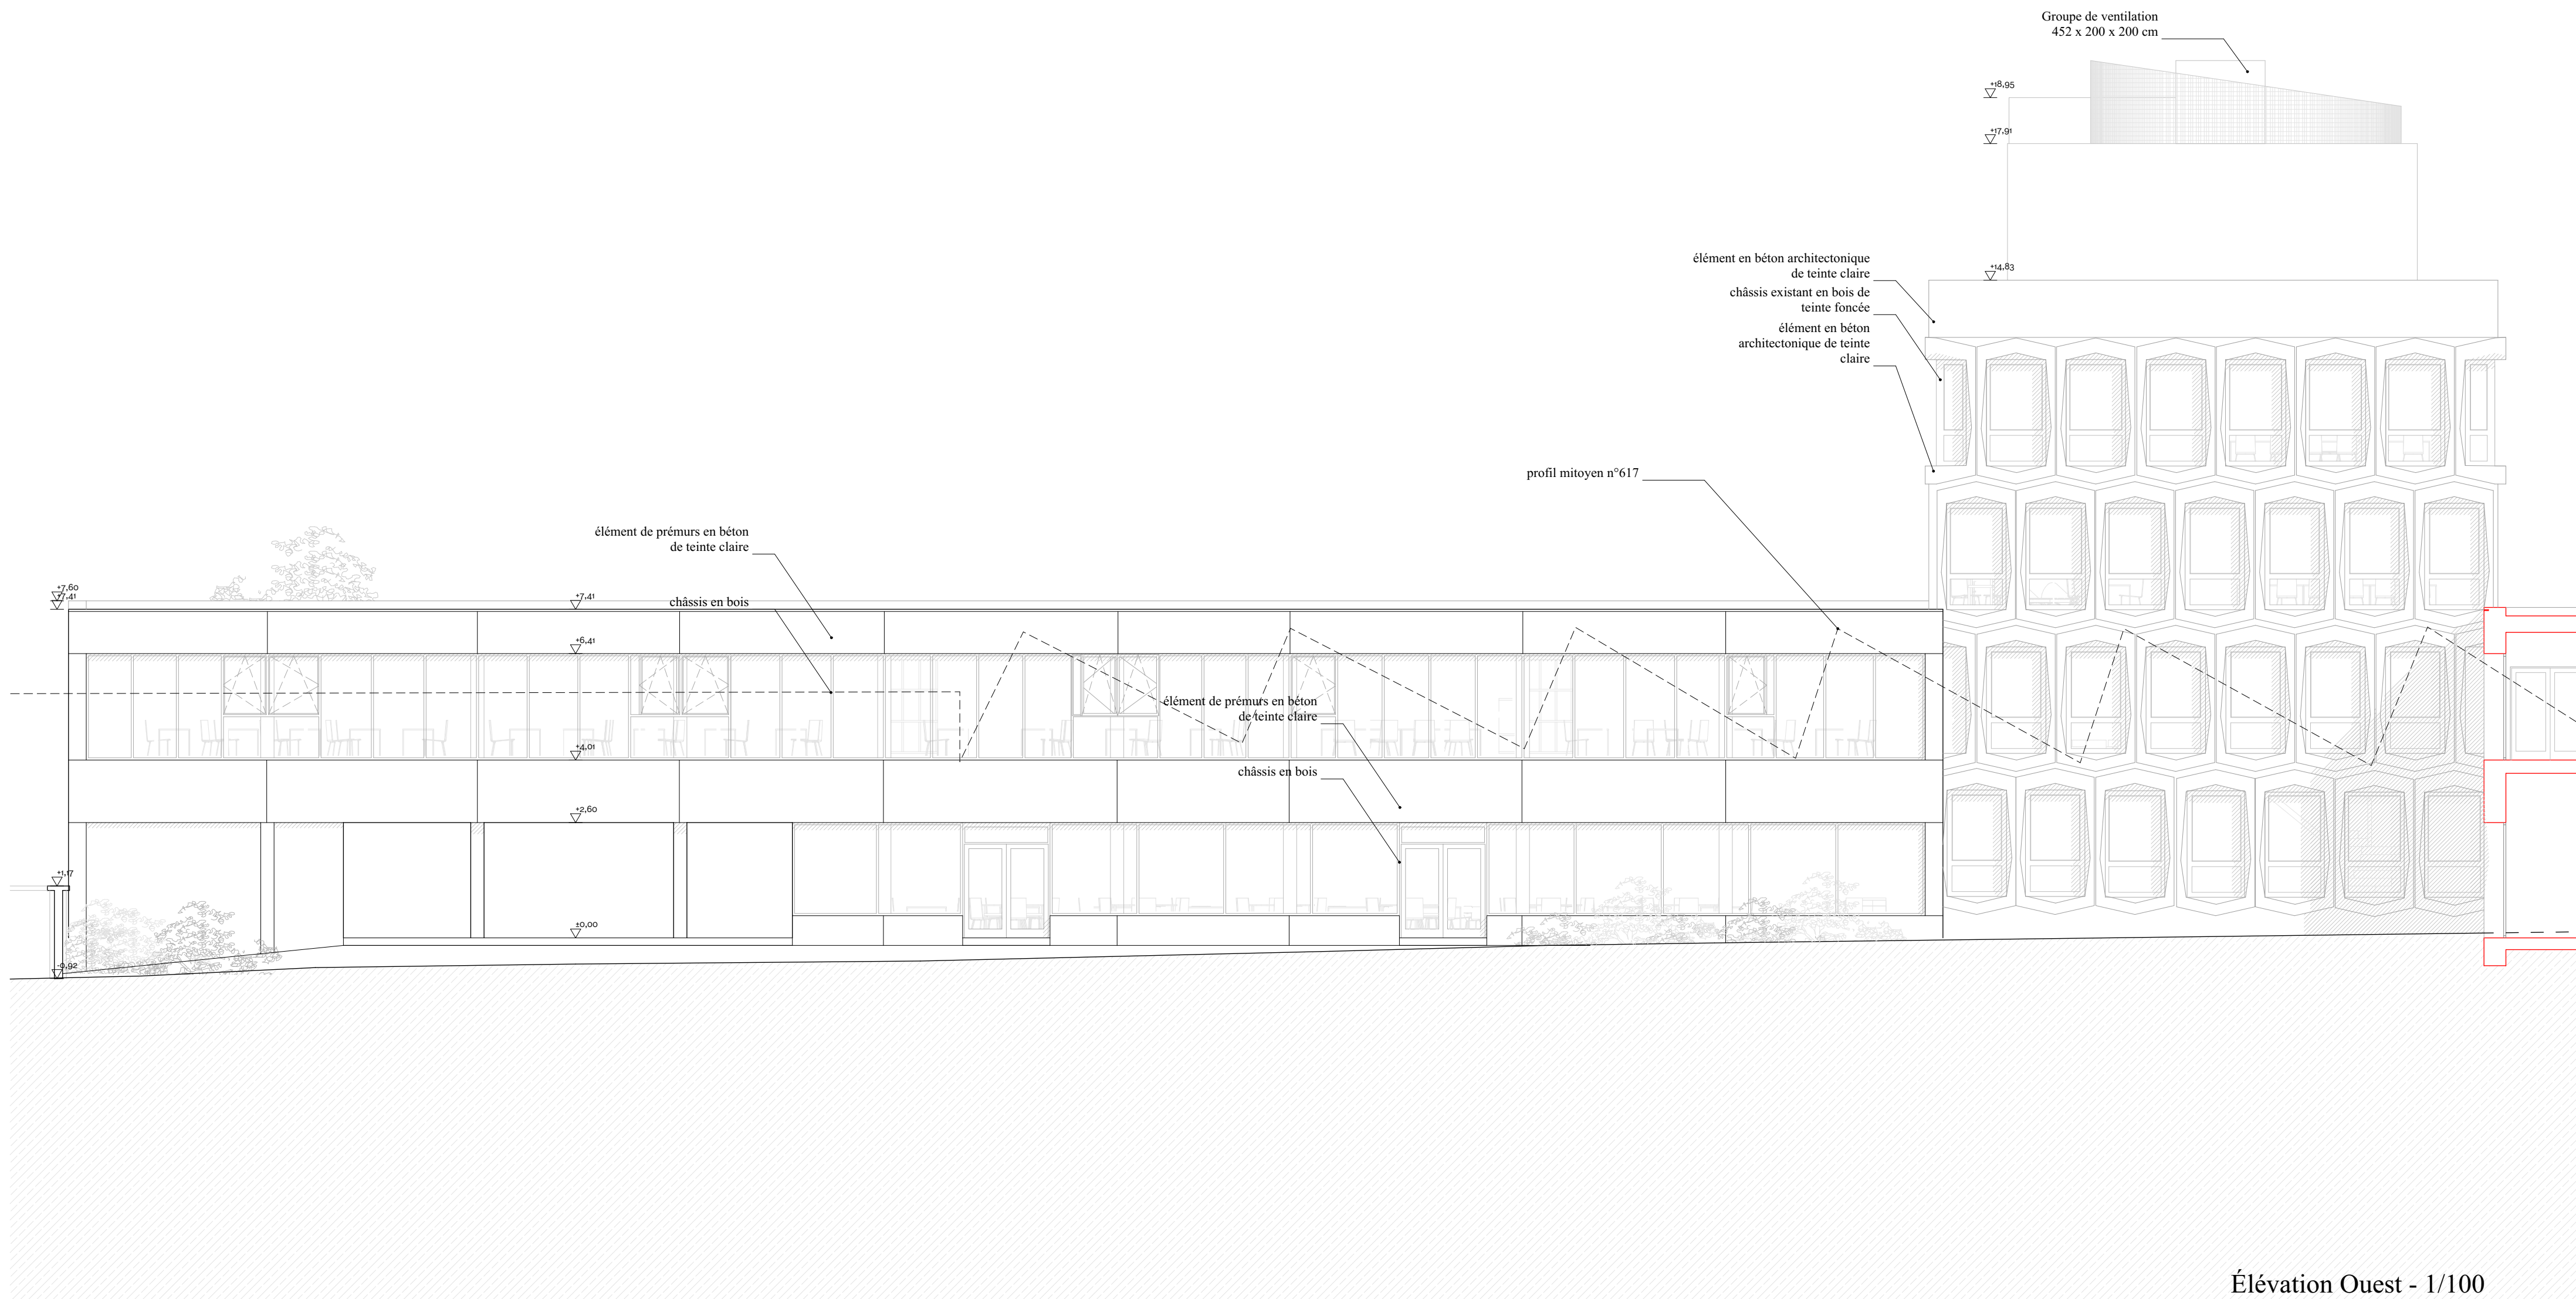 Groupe de ventilation
452 x 200 x 200 cm
+18,95
+17,91
élément en béton architectonique
de teinte claire
+14,83
châssis existant en bois de
teinte foncée
élément en béton
architectonique de teinte
claire
profil mitoyen n°617
élément de prémurs en béton
de teinte claire
châssis en bois
+7,60
+7,41
+7,41
+6,41
élément de prémurs en béton
de teinte claire
+4,01
châssis en bois
+2,60
+1,17
±0,00
-0,92
Élévation Ouest - 1/100